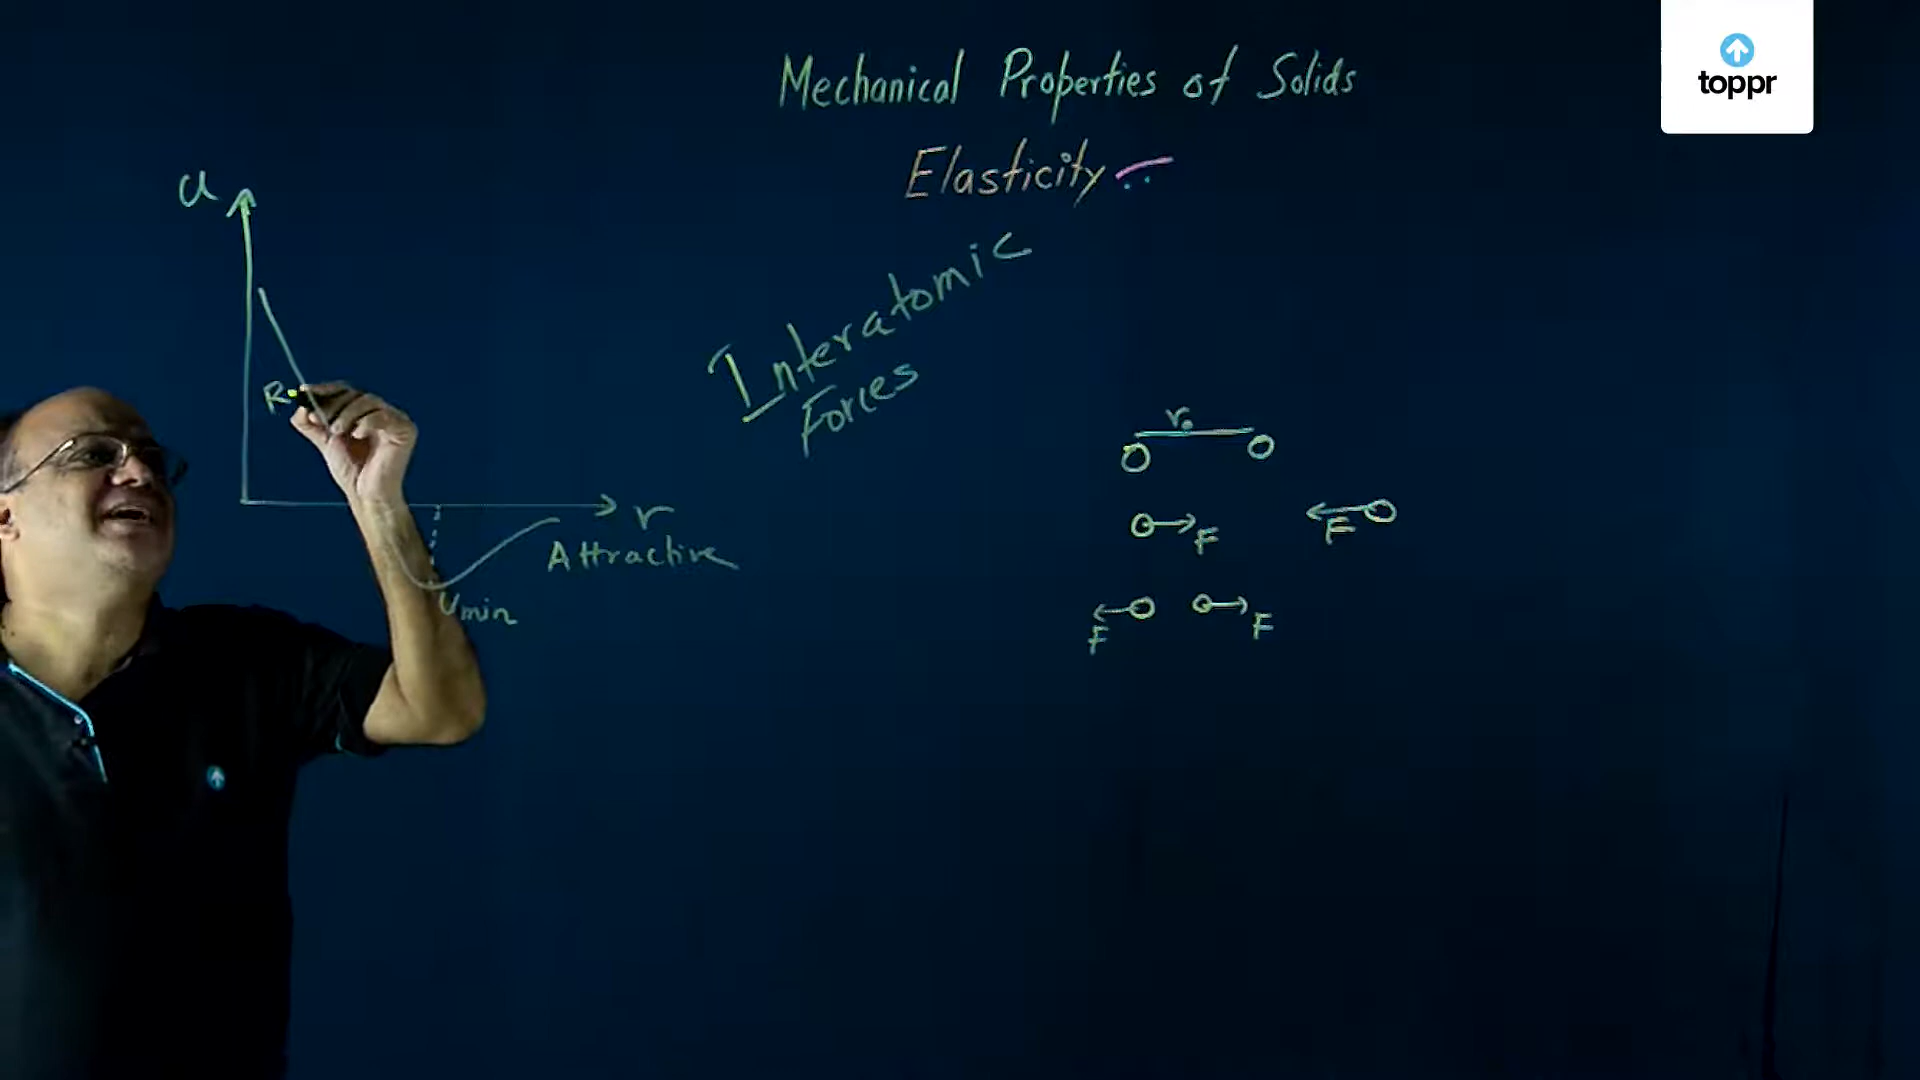 toppr
Mechanical Properties of Solids
Elasticity
Interatomic
Forces
U
R
r
Attractive
Umin
r₀
F
F
F
F